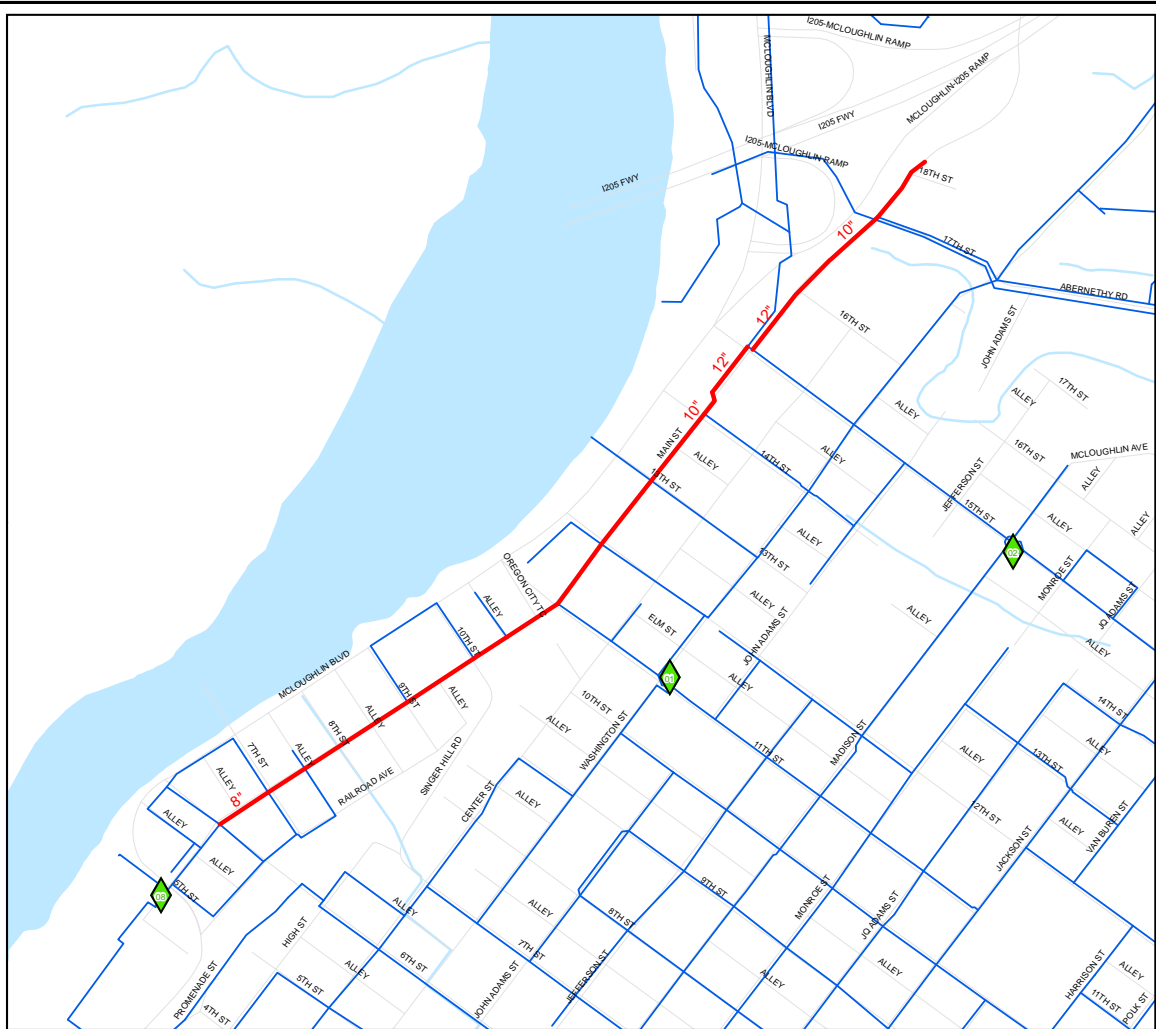 I205-MCLOUGHLIN RAMP
MCLOUGHLIN BLVD
MCLOUGHLIN-I205 RAMP
I205 FWY
I205-MCLOUGHLIN RAMP
I205 FWY
18TH ST
10"
17TH ST
ABERNETHY RD
12"
16TH ST
JOHN ADAMS ST
12"
17TH ST
ALLEY
ALLEY
10"
MAIN ST
16TH ST
MCLOUGHLIN AVE
ALLEY
14TH ST
ALLEY
JEFFERSON ST
ALLEY
15TH ST
ALLEY
ALLEY
ALLEY
13TH ST
02
OREGON CITY TC
MONROE ST
ALLEY
JQ ADAMS ST
ALLEY
ALLEY
10TH ST
ELM ST
JOHN ADAMS ST
ALLEY
MCLOUGHLIN BLVD
01
ALLEY
9TH ST
ALLEY
10TH ST
14TH ST
ALLEY
8TH ST
ALLEY
WASHINGTON ST
11TH ST
MADISON ST
ALLEY
13TH ST
ALLEY
7TH ST
ALLEY
SINGER HILL RD
ALLEY
RAILROAD AVE
8"
CENTER ST
ALLEY
12TH ST
ALLEY
VAN BUREN ST
ALLEY
JACKSON ST
ALLEY
5TH ST
08
9TH ST
MONROE ST
ALLEY
ALLEY
8TH ST
JQ ADAMS ST
HIGH ST
7TH ST
6TH ST
ALLEY
ALLEY
ALLEY
ALLEY
PROMENADE ST
5TH ST
JOHN ADAMS ST
JEFFERSON ST
HARRISON ST
4TH ST
11TH ST
POLK ST